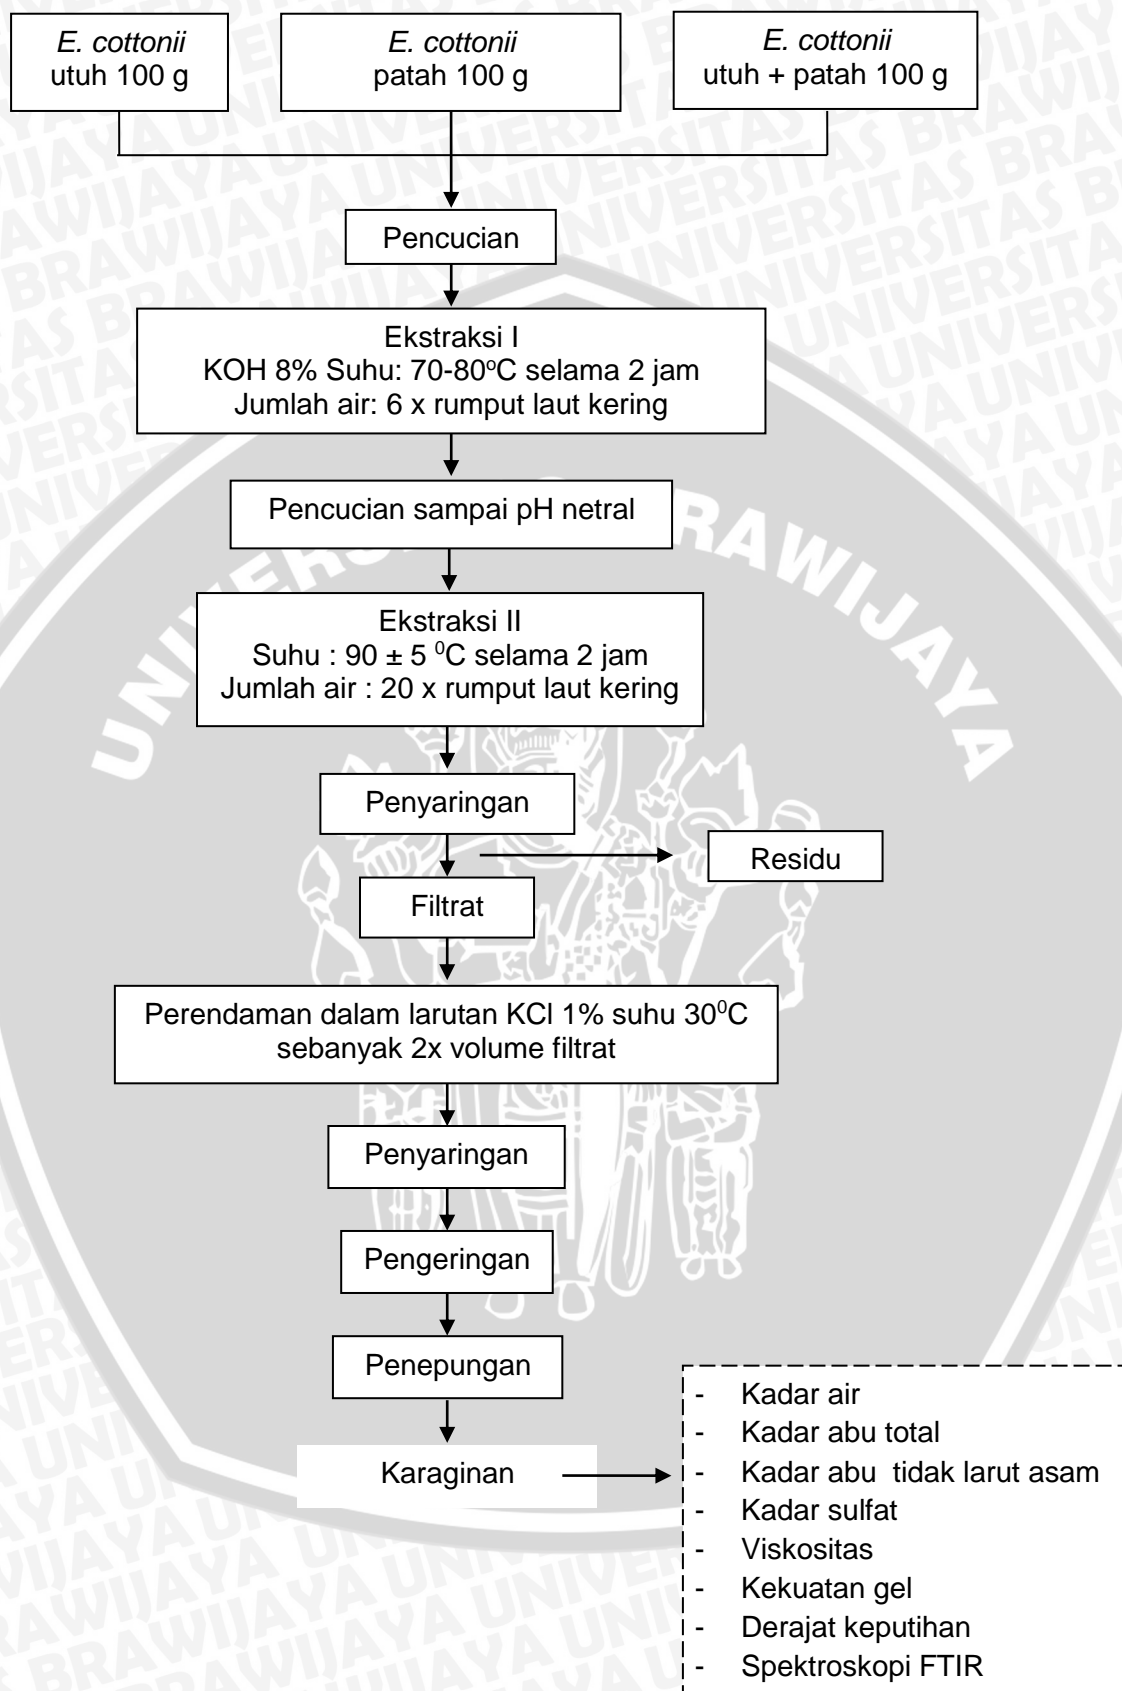 E. cottonii
utuh 100 g
E. cottonii
patah 100 g
E. cottonii
utuh + patah 100 g
Pencucian
Ekstraksi I
KOH 8% Suhu: 70-80ºC selama 2 jam
Jumlah air: 6 x rumput laut kering
Pencucian sampai pH netral
Ekstraksi II
Suhu : 90 ± 5 ⁰C selama 2 jam
Jumlah air : 20 x rumput laut kering
Penyaringan
Residu
Filtrat
Perendaman dalam larutan KCl 1% suhu 30⁰C
sebanyak 2x volume filtrat
Penyaringan
Pengeringan
Penepungan
Karaginan
- Kadar air
- Kadar abu total
- Kadar abu  tidak larut asam
- Kadar sulfat
- Viskositas
- Kekuatan gel
- Derajat keputihan
- Spektroskopi FTIR